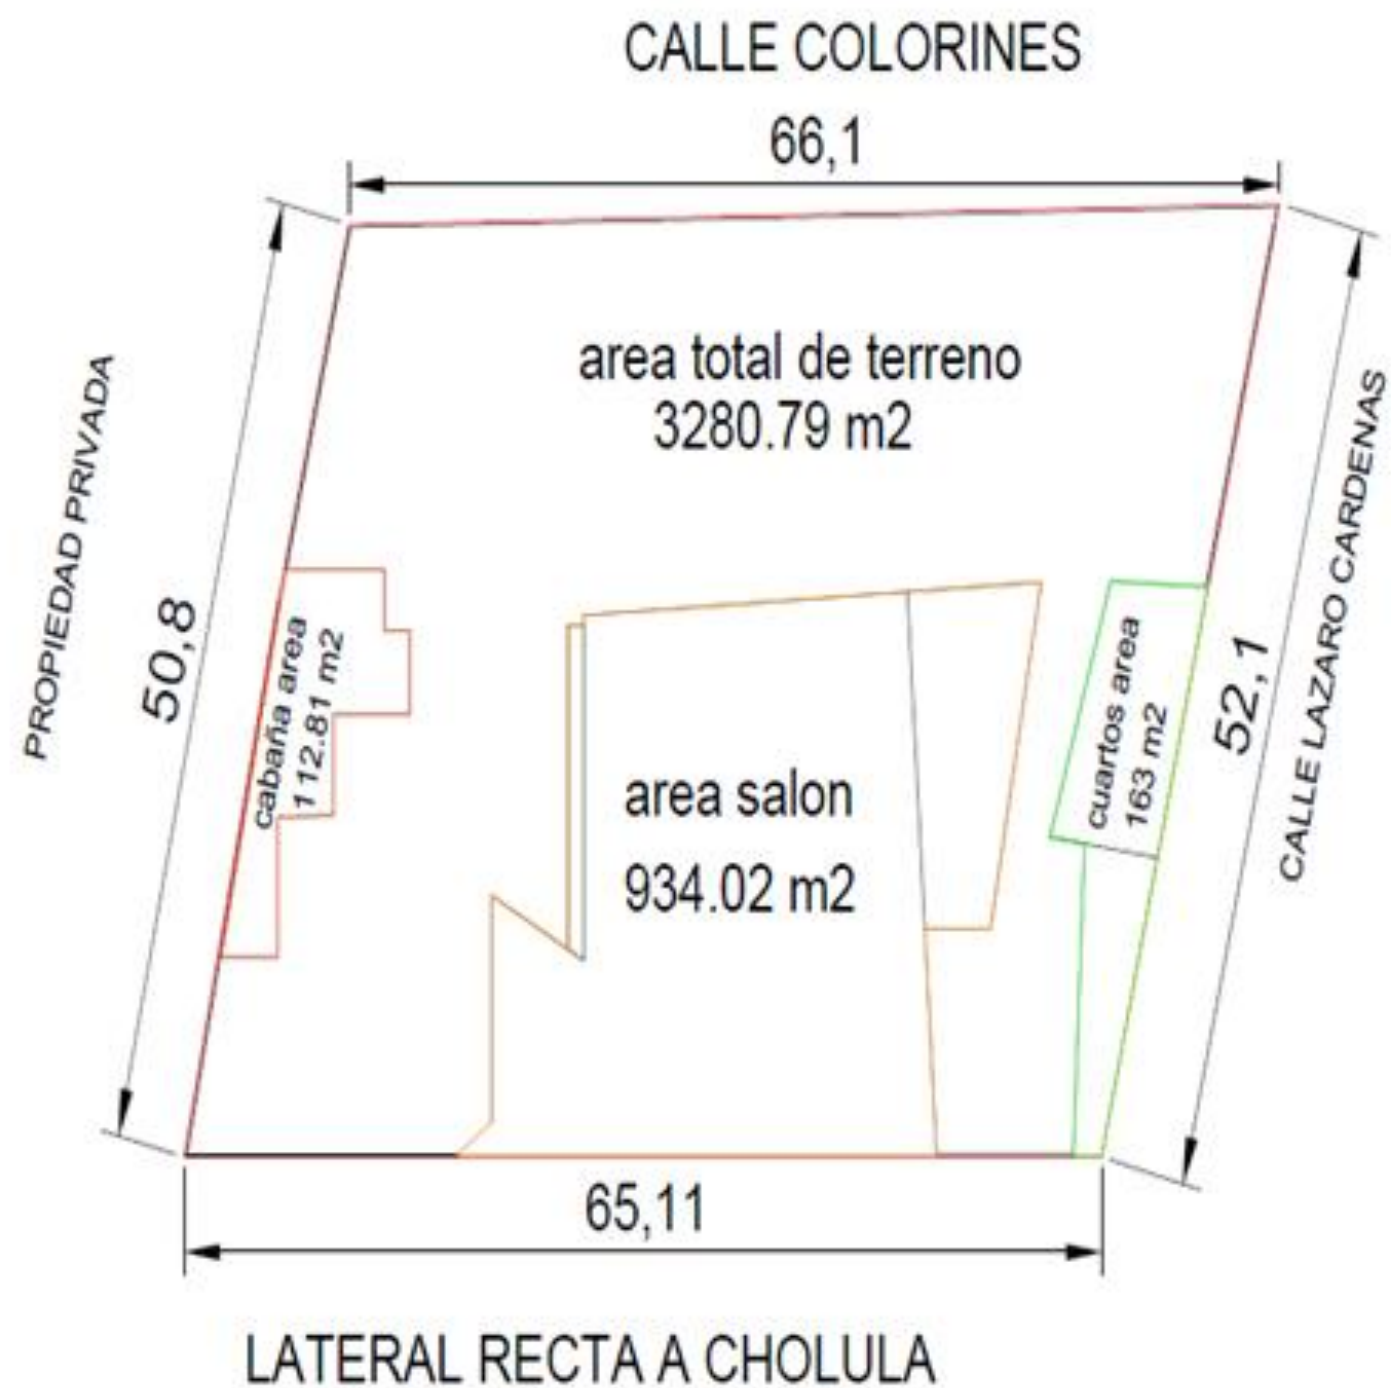 CALLE COLORINES
66,1
area total de terreno
3280.79 m2
PROPIEDAD PRIVADA
50,8
cabaña area
112.81 m2
area salon
934.02 m2
cuartos area
163 m2
52,1
CALLE LAZARO CARDENAS
65,11
LATERAL RECTA A CHOLULA